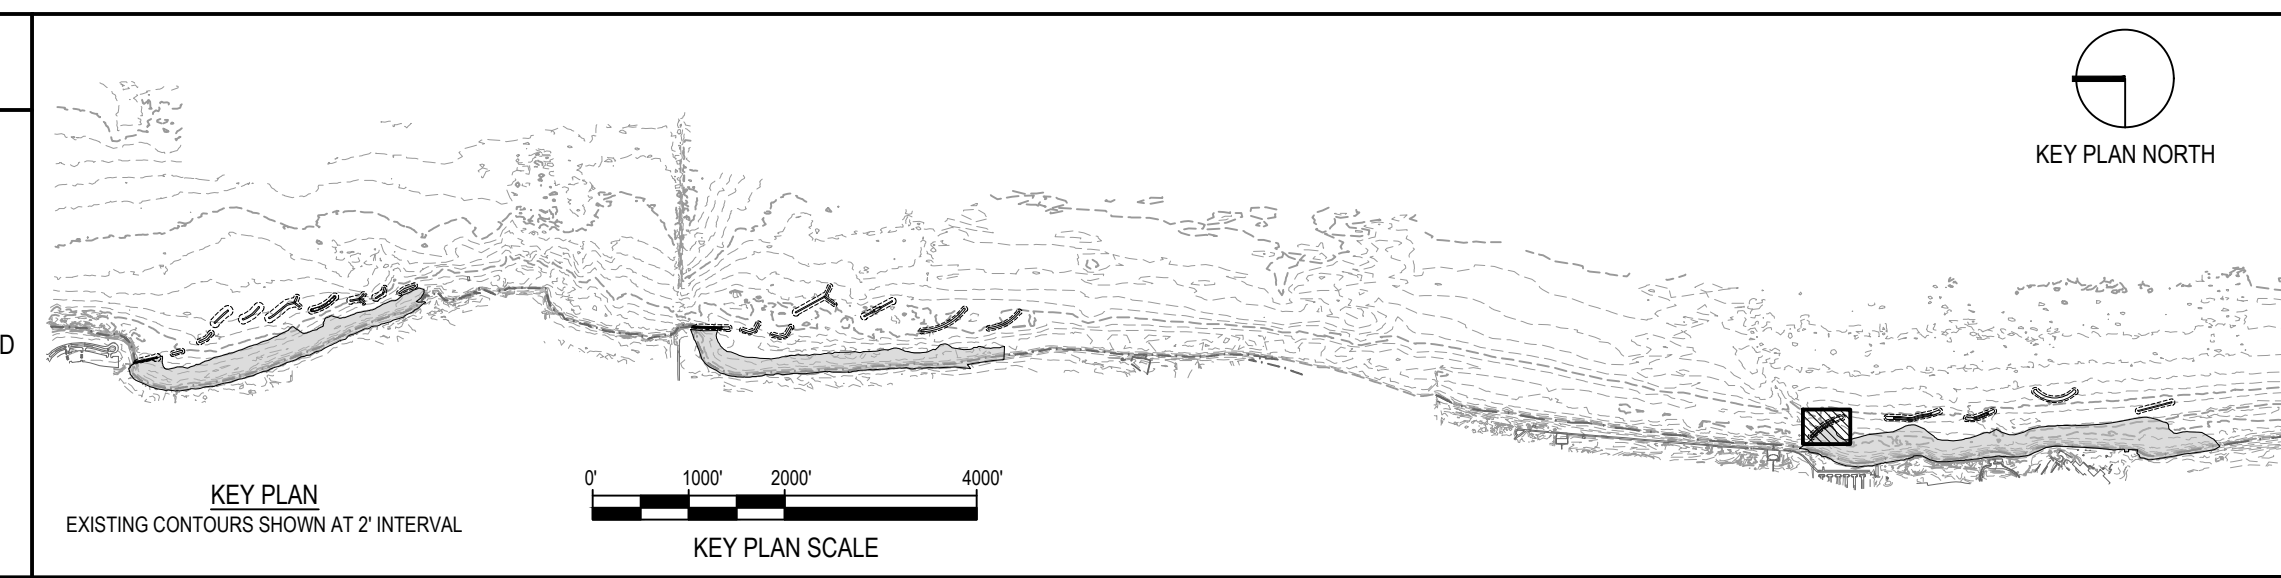 KEY PLAN NORTH
D
KEY PLAN
EXISTING CONTOURS SHOWN AT 2' INTERVAL
0' 1000' 2000' 4000'
KEY PLAN SCALE